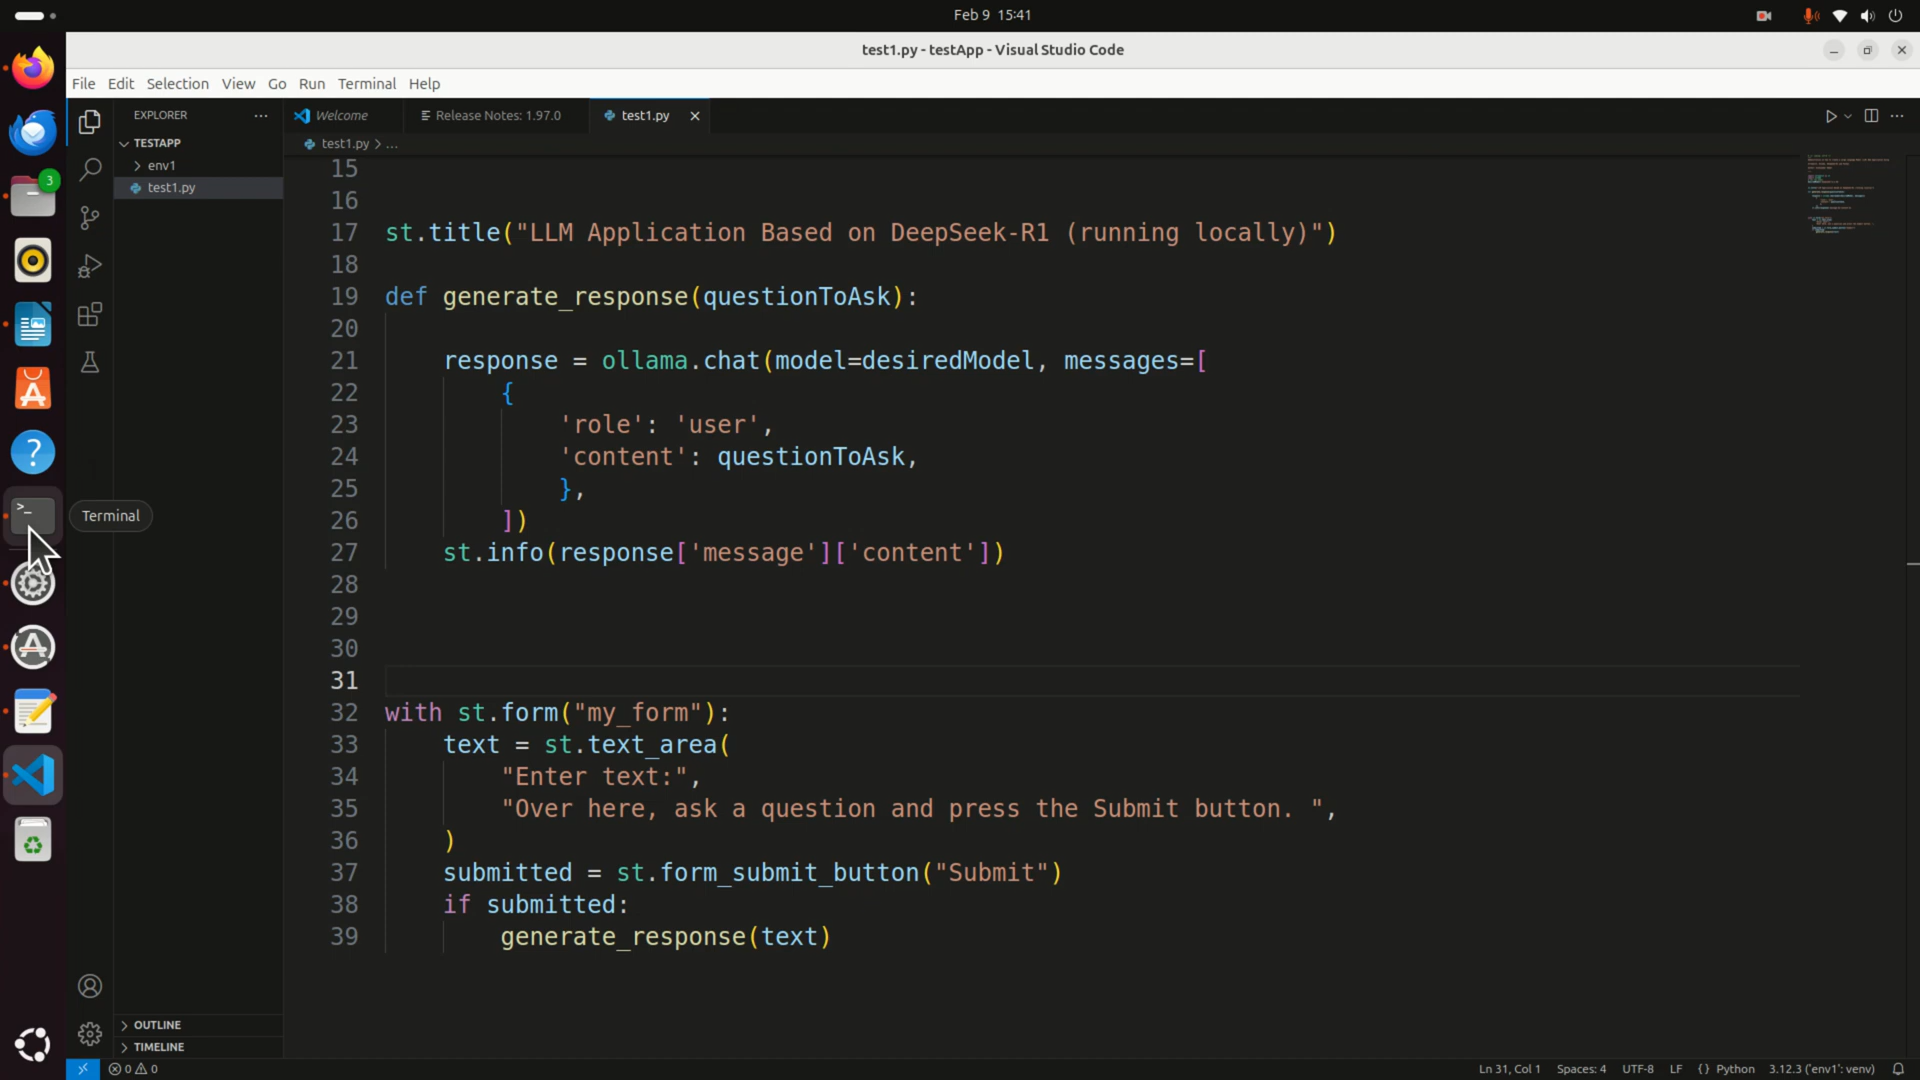 Feb 9 15:41
test1.py - testApp - Visual Studio Code
File Edit Selection View Go Run Terminal Help
EXPLORER ...
Welcome
Release Notes: 1.97.0
test1.py
TESTAPP
env1
test1.py
test1.py > ...
3
>_
Terminal
15
16
17 st.title("LLM Application Based on DeepSeek-R1 (running locally)")
18
19 def generate_response(questionToAsk):
20
21 response = ollama.chat(model=desiredModel, messages=[
22 {
23 'role': 'user',
24 'content': questionToAsk,
25 },
26 ])
27 st.info(response['message']['content'])
28
29
30
31
32 with st.form("my_form"):
33 text = st.text_area(
34 "Enter text:",
35 "Over here, ask a question and press the Submit button. ",
36 )
37 submitted = st.form_submit_button("Submit")
38 if submitted:
39 generate_response(text)
OUTLINE
TIMELINE
0 0
Ln 31, Col 1 Spaces: 4 UTF-8 LF {} Python 3.12.3 ('env1': venv)